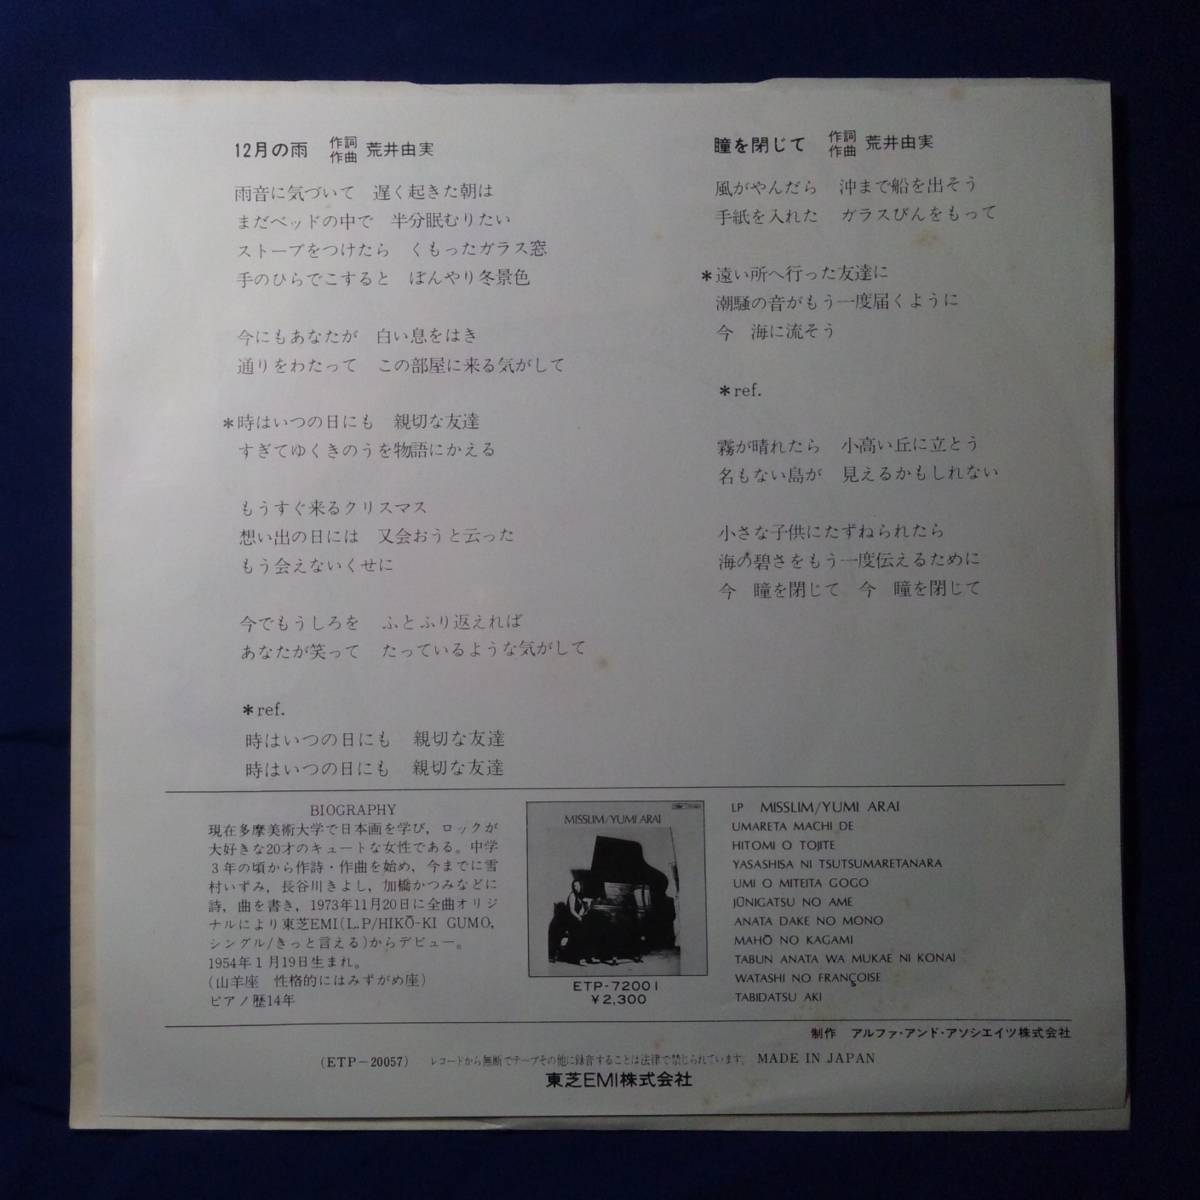 12月の雨 作詞 作曲 荒井由実
雨音に気づいて 遅く起きた朝は
まだベッドの中で 半分眠むりたい
ストーブをつけたら くもったガラス窓
手のひらでこすると ぼんやり冬景色
今にもあなたが 白い息をはき
通りをわたって この部屋に来る気がして
*時はいつの日にも 親切な友達
すぎてゆくきのうを物語にかえる
もうすぐ来るクリスマス
想い出の日には 又会おうと云った
もう会えないくせに
今でもうしろを ふとふり返えれば
あなたが笑って たっているような気がして
*ref.
時はいつの日にも 親切な友達
時はいつの日にも 親切な友達
瞳を閉じて 作詞 作曲 荒井由実
風がやんだら 沖まで船を出そう
手紙を入れた ガラスびんをもって
*遠い所へ行った友達に
潮騒の音がもう一度届くように
今 海に流そう
*ref.
霧が晴れたら 小高い丘に立とう
名もない島が 見えるかもしれない
小さな子供にたずねられたら
海の碧さをもう一度伝えるために
今 瞳を閉じて 今 瞳を閉じて
BIOGRAPHY
現在多摩美術大学で日本画を学び，ロックが
大好きな20才のキュートな女性である。中学
3年の頃から作詩・作曲を始め，今までに雪
村いずみ，長谷川きよし，加橋かつみなどに
詩，曲を書き，1973年11月20日に全曲オリジ
ナルにより東芝EMI(L.P/HIKŌ-KI GUMO,
シングル/きっと言える)からデビュー。
1954年1月19日生まれ。
(山羊座 性格的にはみずがめ座)
ピアノ歴14年
MISSLIM/YUMI ARAI
ETP-72001
￥2,300
LP MISSLIM/YUMI ARAI
UMARETA MACHI DE
HITOMI O TOJITE
YASASHISA NI TSUTSUMARETANARA
UMI O MITEITA GOGO
JŪNIGATSU NO AME
ANATA DAKE NO MONO
MAHŌ NO KAGAMI
TABUN ANATA WA MUKAE NI KONAI
WATASHI NO FRANÇOISE
TABIDATSU AKI
制作 アルファ・アンド・アソシエイツ株式会社
(ETP-20057) レコードから無断でテープその他に録音することは法律で禁じられています。 MADE IN JAPAN
東芝EMI株式会社